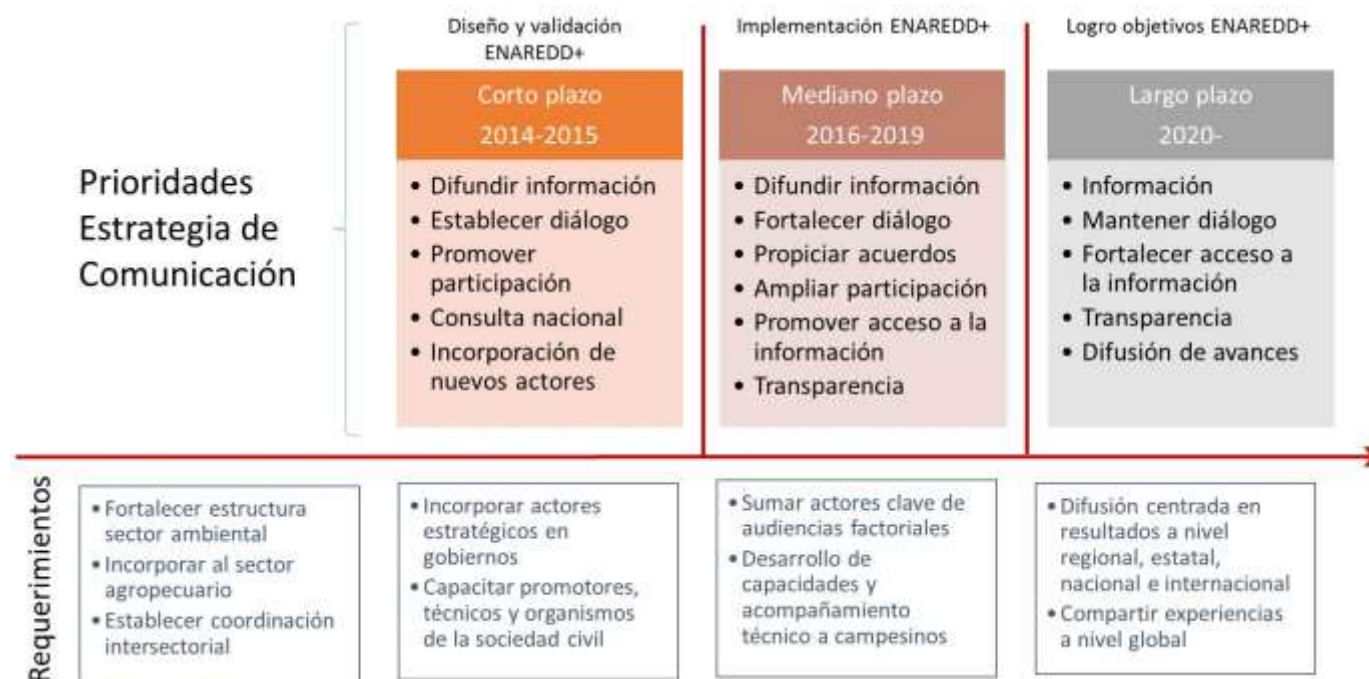 Diseño y validación
ENAREDD+
Implementación ENAREDD+
Logro objetivos ENAREDD+
Prioridades
Estrategia de
Comunicación
Corto plazo
2014-2015
• Difundir información
• Establecer diálogo
• Promover
participación
• Consulta nacional
• Incorporación de
nuevos actores
Mediano plazo
2016-2019
• Difundir información
• Fortalecer diálogo
• Propiciar acuerdos
• Ampliar participación
• Promover acceso a la
información
• Transparencia
Largo plazo
2020-
• Información
• Mantener diálogo
• Fortalecer acceso a
la información
• Transparencia
• Difusión de avances
Requerimientos
• Fortalecer estructura
sector ambiental
• Incorporar al sector
agropecuario
• Establecer coordinación
intersectorial
• Incorporar actores
estratégicos en
gobiernos
• Capacitar promotores,
técnicos y organismos
de la sociedad civil
• Sumar actores clave de
audiencias factoriales
• Desarrollo de
capacidades y
acompañamiento
técnico a campesinos
• Difusión centrada en
resultados a nivel
regional, estatal,
nacional e internacional
• Compartir experiencias
a nivel global